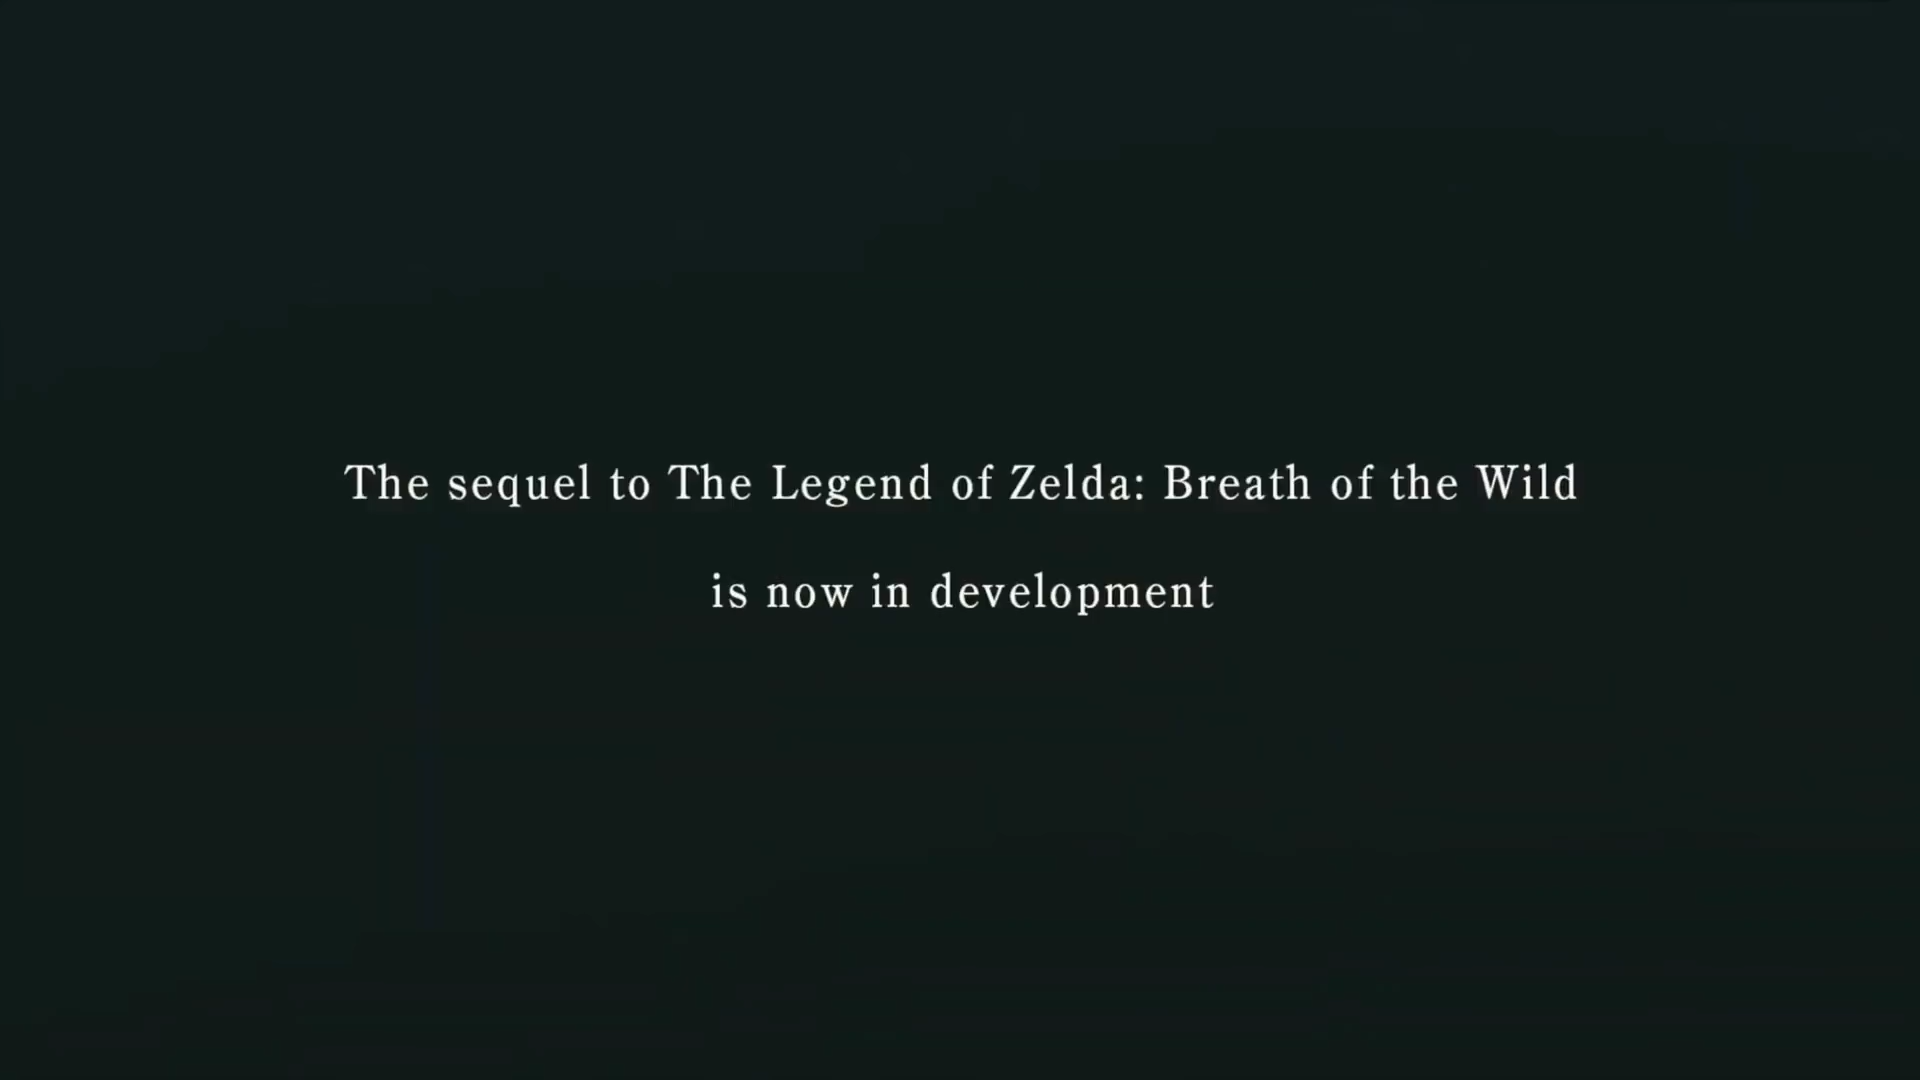 The sequel to The Legend of Zelda: Breath of the Wild
is now in development